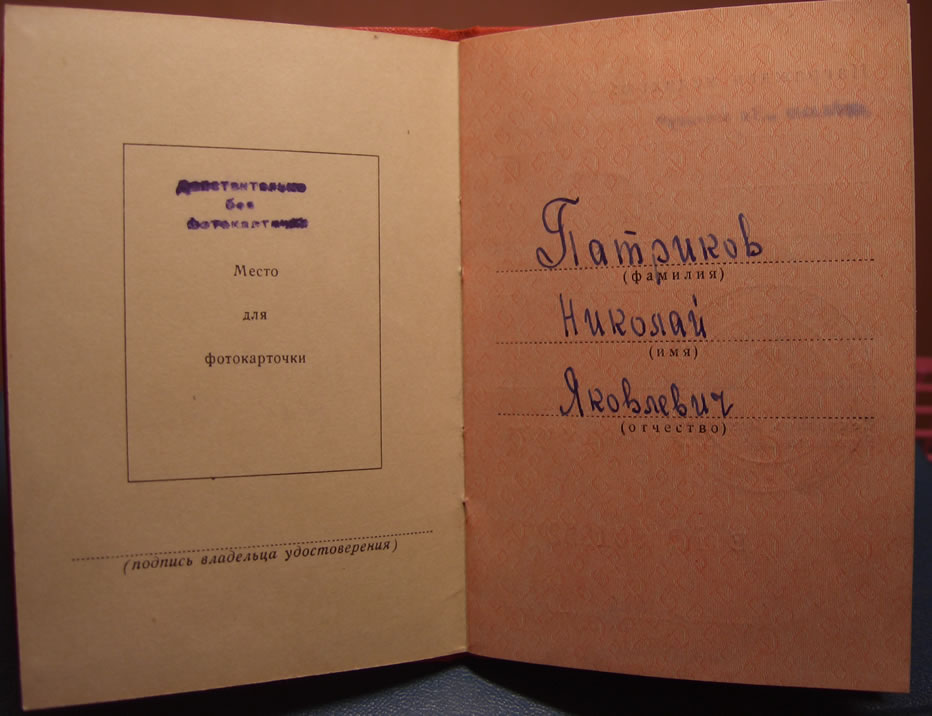 Действительно
без
фотокарточки
Место
для
фотокарточки
(подпись владельца удостоверения)
Патриков
(фамилия)
Николай
(имя)
Яковлевич
(отчество)